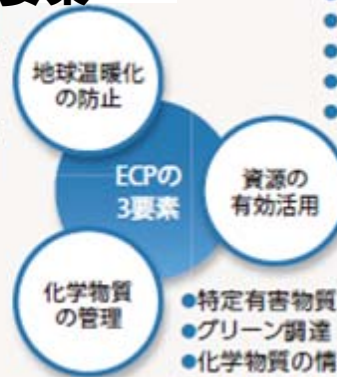 地球温暖化
の防止
ECPの
3要素
資源の
有効活用
化学物質
の管理
●特定有害物質
●グリーン調達
●化学物質の情